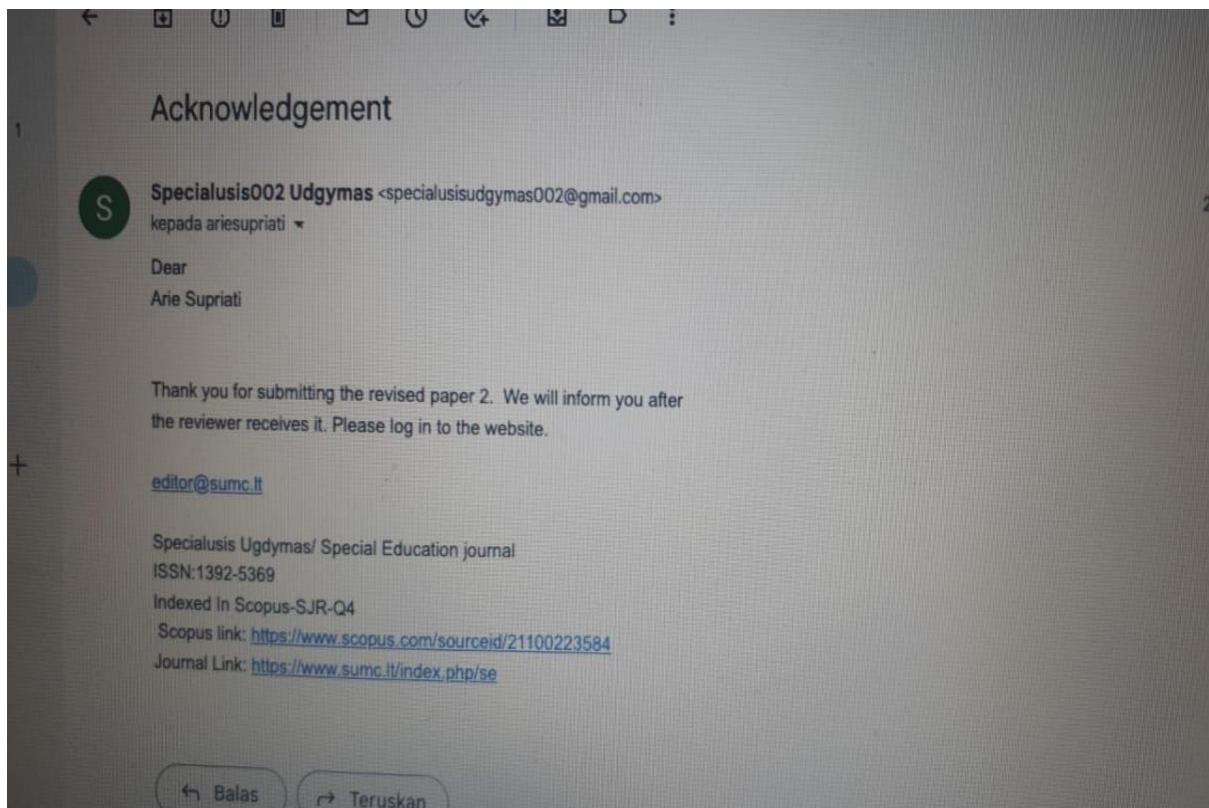 Acknowledgement
1
S
Specialusis002 Udgymas <specialusisudgymas002@gmail.com>
kepada ariesupriati
Dear
Arie Supriati
Thank you for submitting the revised paper 2. We will inform you after
the reviewer receives it. Please log in to the website.
editor@sumc.lt
Specialusis Ugdymas/ Special Education journal
ISSN:1392-5369
Indexed In Scopus-SJR-Q4
Scopus link: https://www.scopus.com/sourceid/21100223584
Journal Link: https://www.sumc.lt/index.php/se
Balas
Teruskan